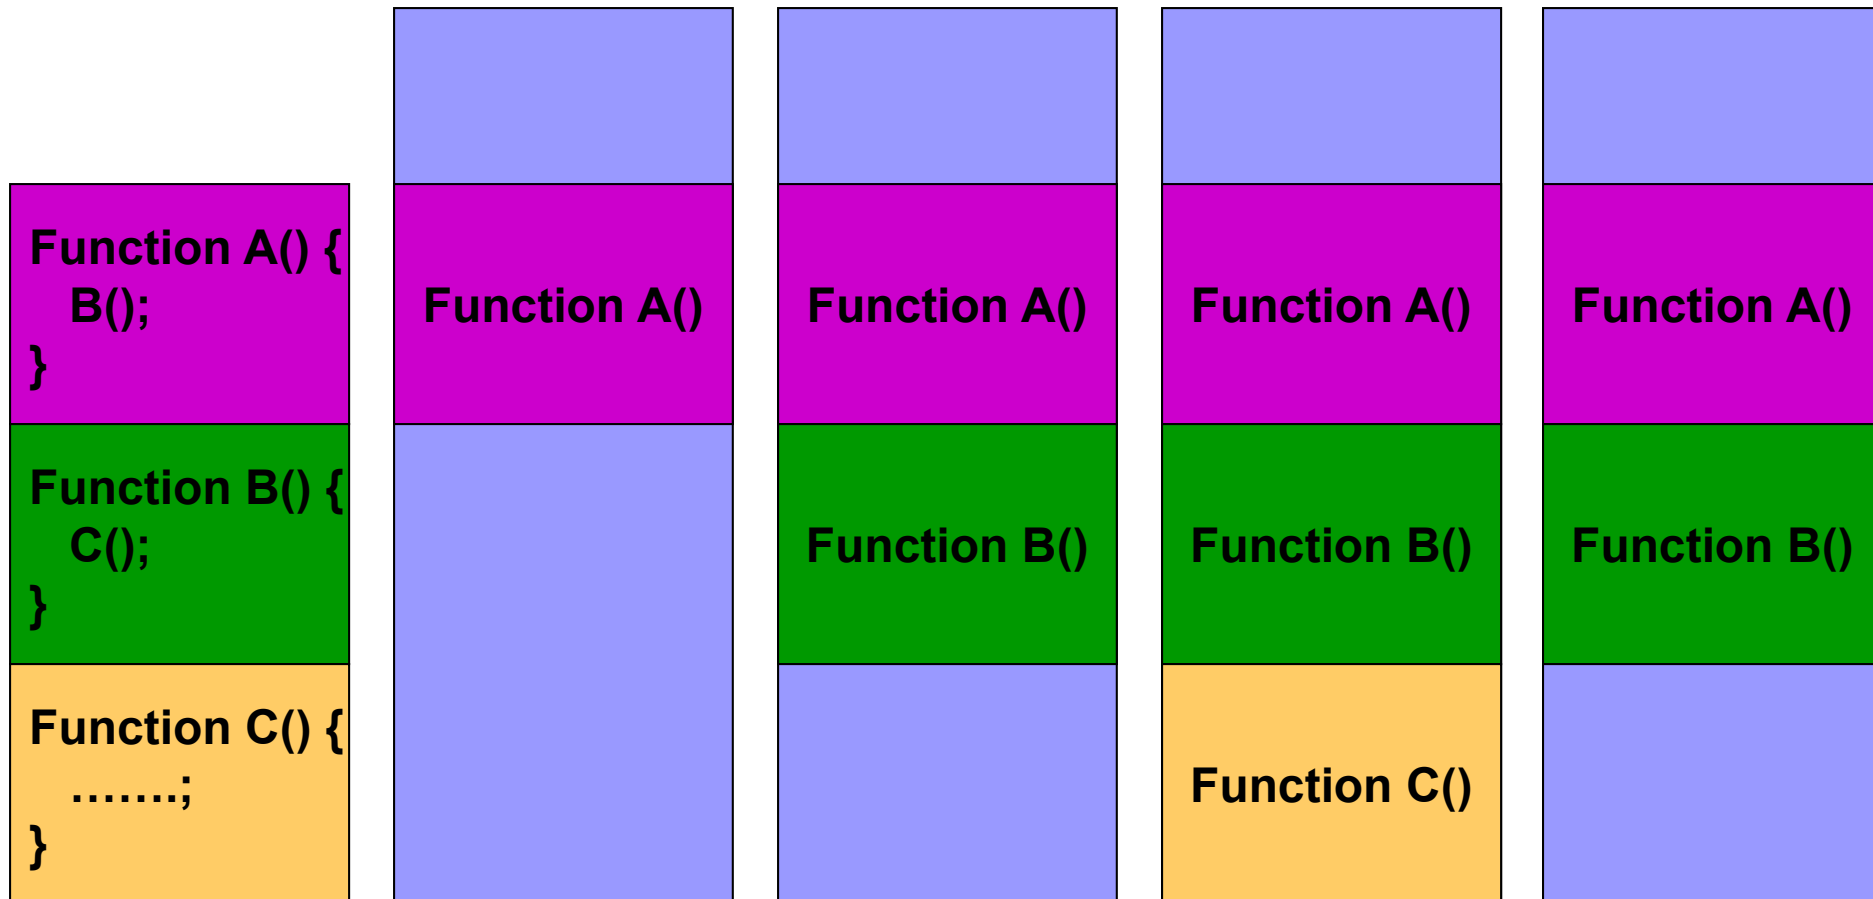 Function A() {
B();
}
Function B() {
C();
}
Function C() {
…….;
}
Function A()
Function A()
Function B()
Function A()
Function B()
Function C()
Function A()
Function B()